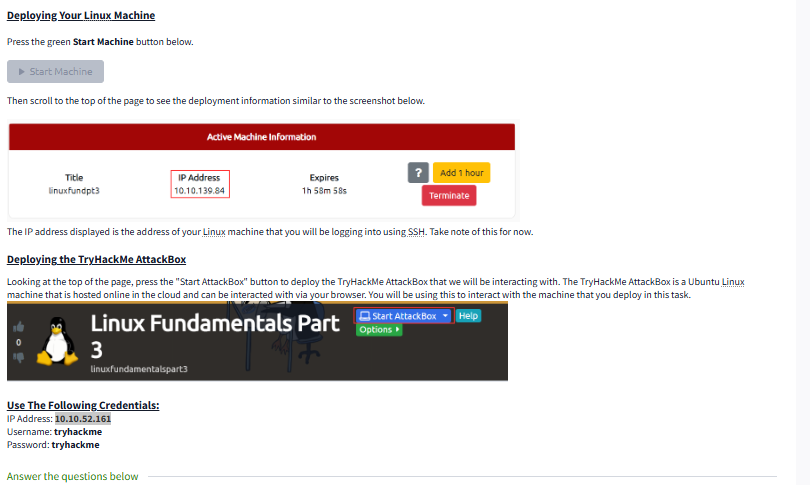 Deploying Your Linux Machine
Press the green Start Machine button below.
Start Machine
Then scroll to the top of the page to see the deployment information similar to the screenshot below.
Active Machine Information
Title
linuxfundpt3
IP Address
10.10.139.84
Expires
1h 58m 58s
?
Add 1 hour
Terminate
The IP address displayed is the address of your Linux machine that you will be logging into using SSH. Take note of this for now.
Deploying the TryHackMe AttackBox
Looking at the top of the page, press the "Start AttackBox" button to deploy the TryHackMe AttackBox that we will be interacting with. The TryHackMe AttackBox is a Ubuntu Linux
machine that is hosted online in the cloud and can be interacted with via your browser. You will be using this to interact with the machine that you deploy in this task.
0
Linux Fundamentals Part
3
linuxfundamentalspart3
Start AttackBox
Help
Options
Use The Following Credentials:
IP Address: 10.10.52.161
Username: tryhackme
Password: tryhackme
Answer the questions below